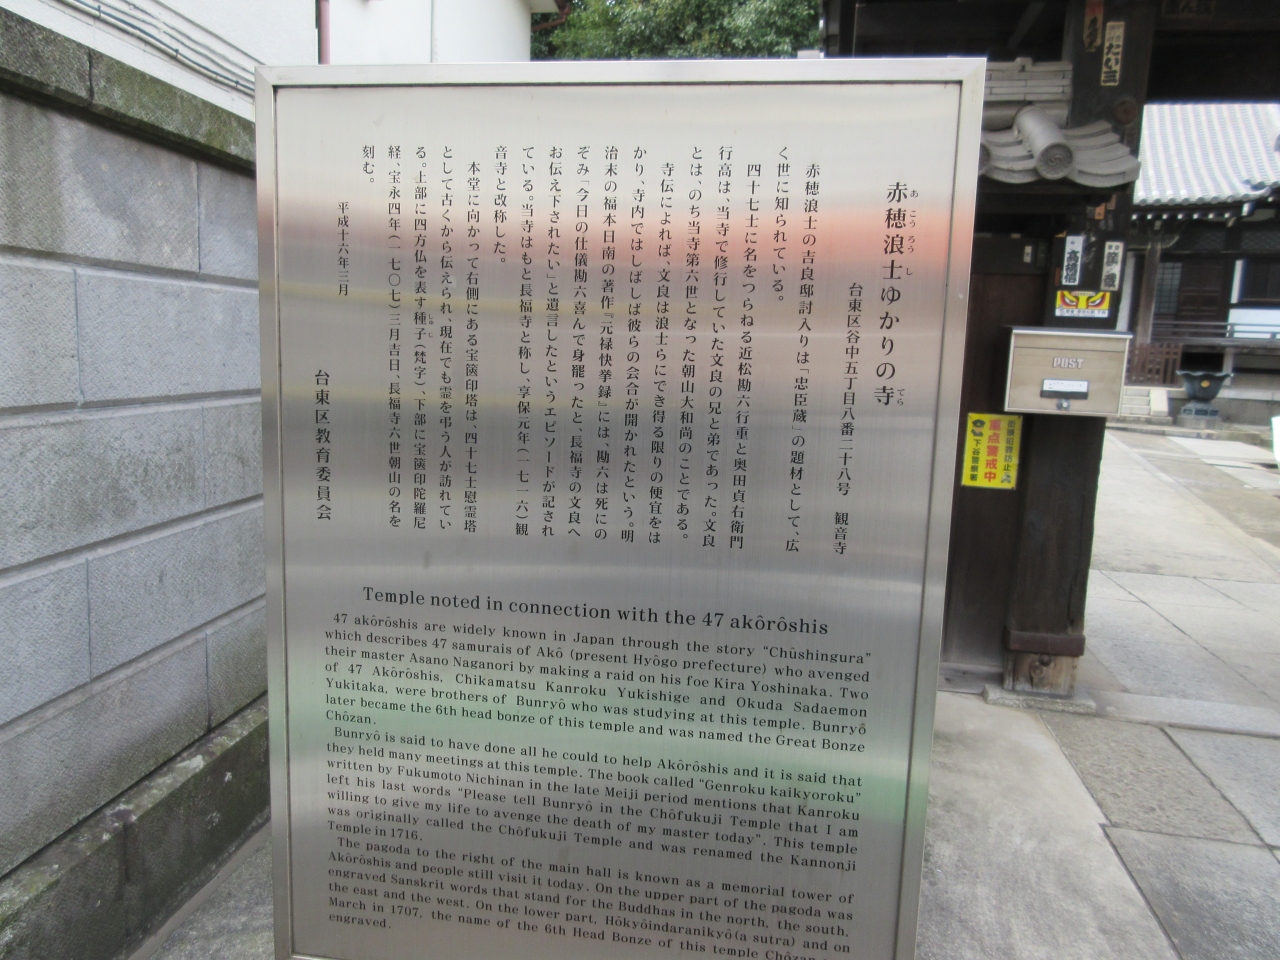 赤穂浪士ゆかりの寺
あ こう ろう し てら
台東区谷中五丁目八番二十八号 観音寺
赤穂浪士の吉良邸討入りは「忠臣蔵」の題材として、広
く世に知られている。
四十七士に名をつらねる近松勘六行重と奥田貞右衛門
行高は、当寺で修行していた文良の兄と弟であった。文良
とは、のち当寺第六世となった朝山大和尚のことである。
寺伝によれば、文良は浪士らにでき得る限りの便宜をは
かり、寺内ではしばしば彼らの会合が開かれたという。明
治末の福本日南の著作『元禄快挙録』には、勘六は死にの
ぞみ「今日の仕儀勘六喜んで身罷ったと、長福寺の文良へ
お伝え下されたい」と遺言したというエピソードが記され
ている。当寺はもと長福寺と称し、享保元年(一七一六)観
音寺と改称した。
本堂に向かって右側にある宝篋印塔は、四十七士慰霊塔
として古くから伝えられ、現在でも霊を弔う人が訪れてい
る。上部に四方仏を表す種子(梵字)、下部に宝篋印陀羅尼
しゅじ
経、宝永四年(一七〇七)三月吉日、長福寺六世朝山の名を
刻む。
平成十六年三月
台東区教育委員会
Temple noted in connection with the 47 akôrôshis
47 akôrôshis are widely known in Japan through the story "Chûshingura"
which describes 47 samurais of Akô (present Hyôgo prefecture) who avenged
their master Asano Naganori by making a raid on his foe Kira Yoshinaka. Two
of 47 Akôrôshis, Chikamatsu Kanroku Yukishige and Okuda Sadaemon
Yukitaka, were brothers of Bunryô who was studying at this temple. Bunryô
later became the 6th head bonze of this temple and was named the Great Bonze
Chôzan.
Bunryô is said to have done all he could to help Akôrôshis and it is said that
they held many meetings at this temple. The book called "Genroku kaikyoroku"
written by Fukumoto Nichinan in the late Meiji period mentions that Kanroku
left his last words "Please tell Bunryô in the Chôfukuji Temple that I am
willing to give my life to avenge the death of my master today". This temple
was originally called the Chôfukuji Temple and was renamed the Kannonji
Temple in 1716.
The pagoda to the right of the main hall is known as a memorial tower of
Akôrôshis and people still visit it today. On the upper part of the pagoda was
engraved Sanskrit words that stand for the Buddhas in the north, the south,
the east and the west. On the lower part, Hôkyôindaranikyô(a sutra) and on
March in 1707, the name of the 6th Head Bonze of this temple Chôzan
engraved.
POST
重点警戒中
下谷警察署